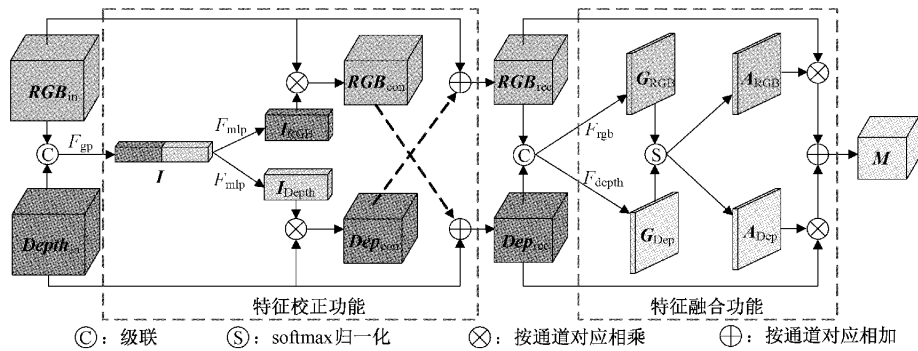 RGB_in
F_gp
I
Depth_in
F_mlp
F_mlp
I_RGB
I_Depth
RGB_con
Dep_con
RGB_rec
Dep_rec
C
F_rgb
F_depth
G_RGB
G_Dep
S
A_RGB
A_Dep
M
C
特征校正功能
特征融合功能
C：级联
S：softmax归一化
⊗：按通道对应相乘
⊕：按通道对应相加